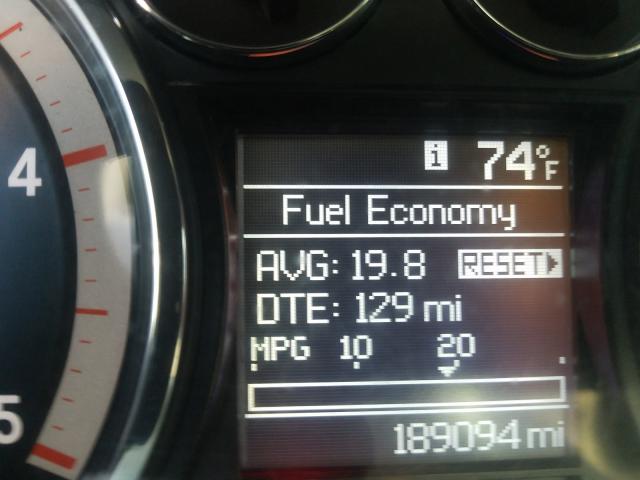 4
5
i 74°F
Fuel Economy
AVG: 19.8 RESET
DTE: 129 mi
MPG 10 20
189094 mi